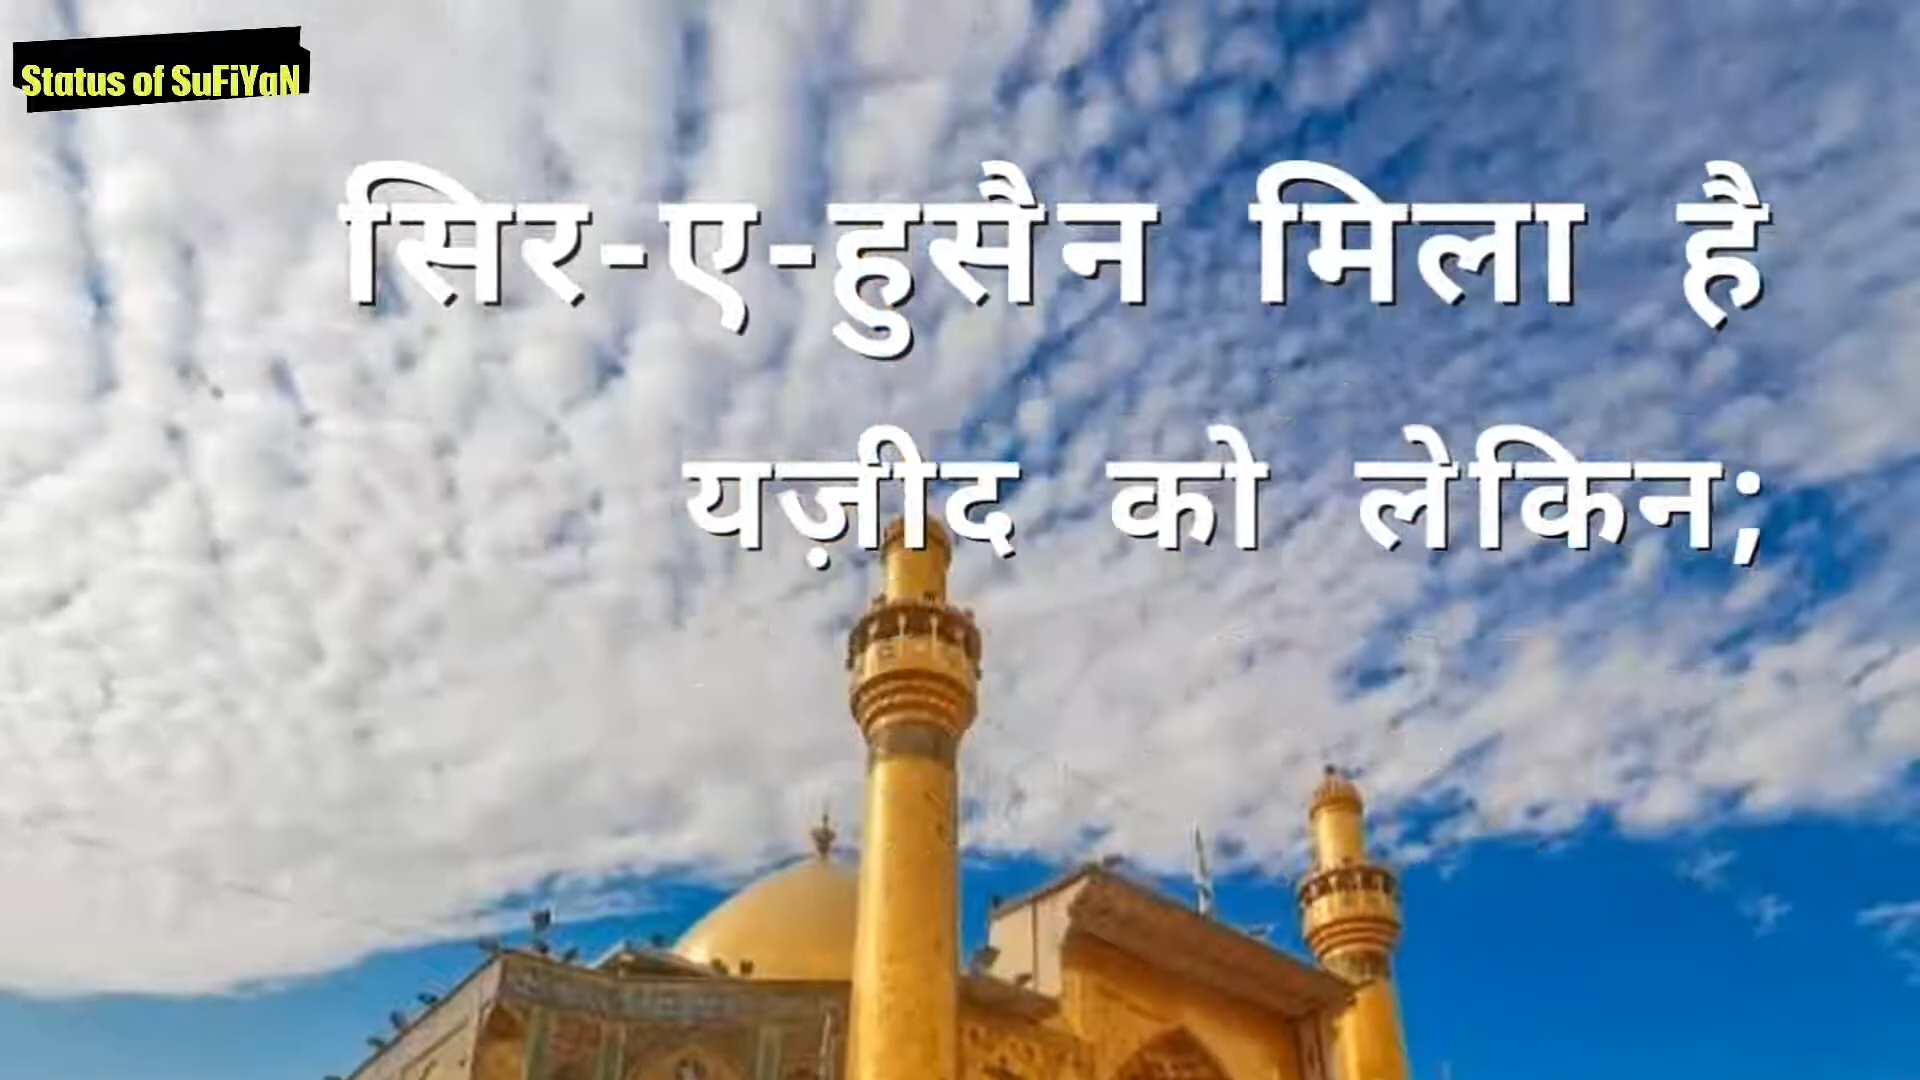 Status of SuFiYaN
सिर-ए-हुसैन मिला है
यज़ीद को लेकिन;